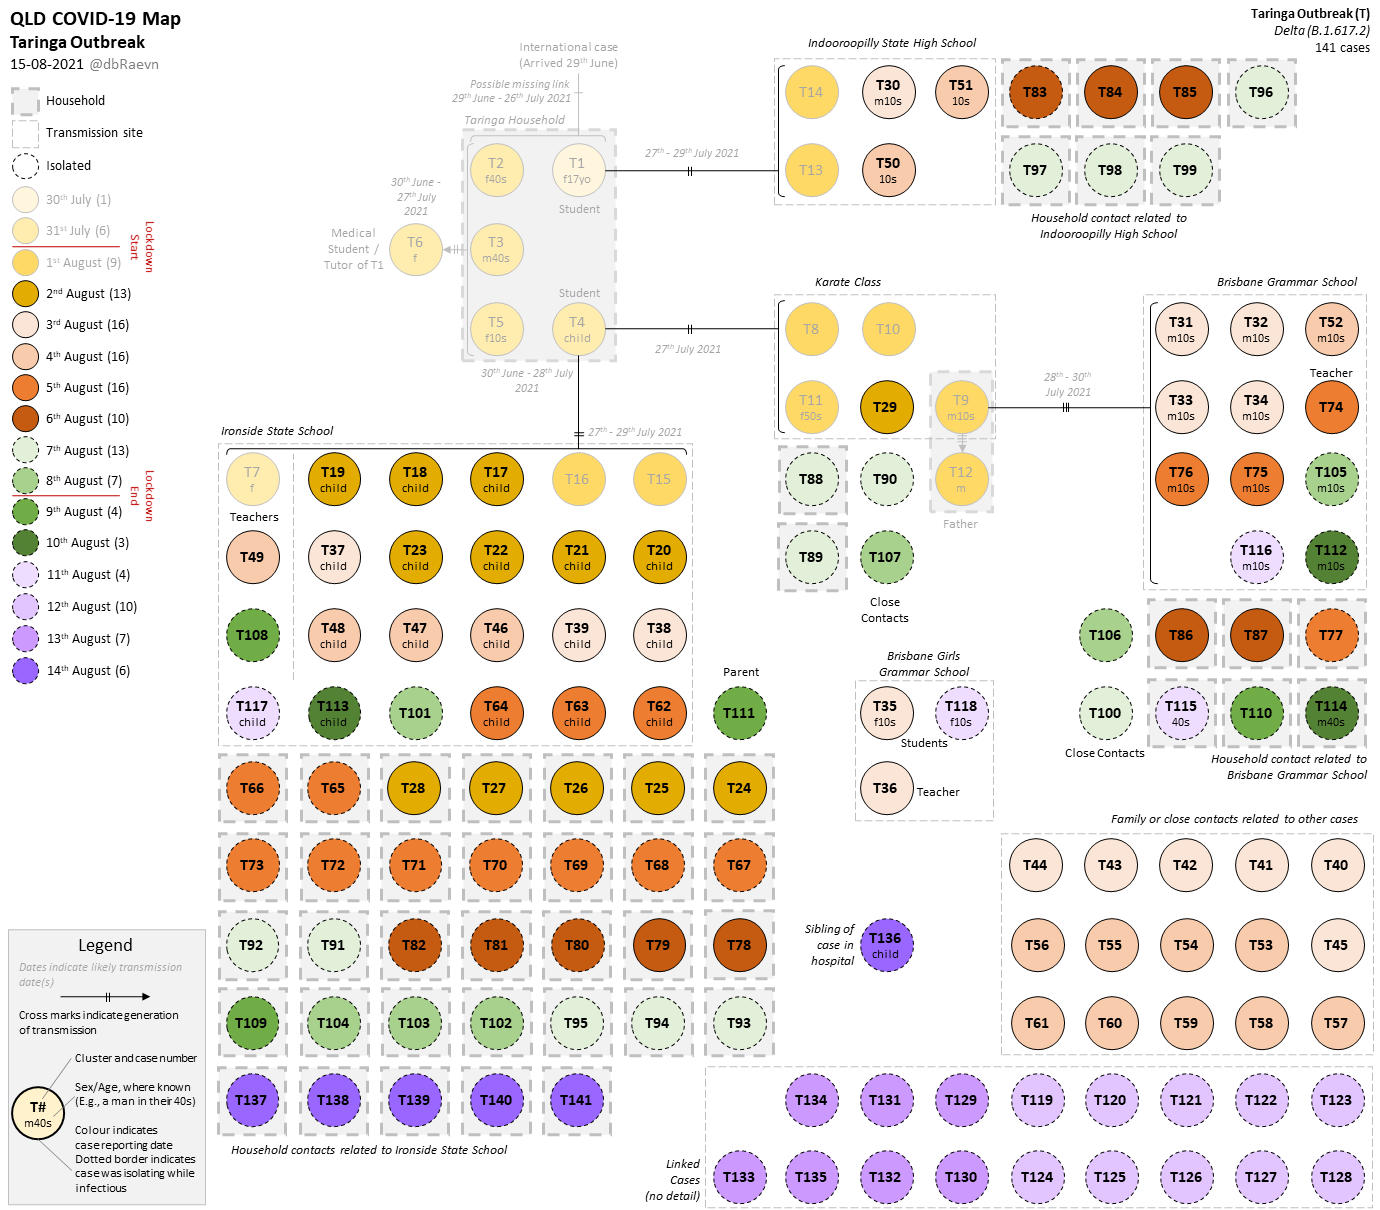 QLD COVID-19 Map
Taringa Outbreak
15-08-2021 @dbRaevn
Household
Transmission site
Isolated
30th July (1)
31st July (6)
Lockdown Start
1st August (9)
2nd August (13)
3rd August (16)
4th August (16)
5th August (16)
6th August (10)
7th August (13)
8th August (7)
Lockdown End
9th August (4)
10th August (3)
11th August (4)
12th August (10)
13th August (7)
14th August (6)
Taringa Outbreak (T)
Delta (B.1.617.2)
141 cases
International case
(Arrived 29th June)
Possible missing link
29th June - 26th July 2021
Taringa Household
T2
f40s
T1
f17yo
Student
30th June -
27th July
2021
Medical
Student /
Tutor of T1
T6
f
T3
m40s
Student
T5
f10s
T4
child
30th June - 28th July
2021
27th - 29th July 2021
Indooroopilly State High School
T14
T30
m10s
T51
10s
T13
T50
10s
T83
T84
T85
T96
T97
T98
T99
Household contact related to
Indooroopilly High School
27th July 2021
Karate Class
T8
T10
T11
f50s
T29
T9
m10s
T12
m
Father
T88
T90
T89
T107
Close
Contacts
28th - 30th
July 2021
Brisbane Grammar School
T31
m10s
T32
m10s
T52
m10s
Teacher
T33
m10s
T34
m10s
T74
T76
m10s
T75
m10s
T105
m10s
T116
m10s
T112
m10s
T106
T86
T87
T77
T100
T115
40s
T110
T114
m40s
Close Contacts
Household contact related to
Brisbane Grammar School
27th - 29th July 2021
Ironside State School
T7
f
Teachers
T19
child
T18
child
T17
child
T16
T15
T49
T37
child
T23
child
T22
child
T21
child
T20
child
T108
T48
child
T47
child
T46
child
T39
child
T38
child
T117
child
T113
child
T101
T64
child
T63
child
T62
child
Parent
T111
T66
T65
T28
T27
T26
T25
T24
T73
T72
T71
T70
T69
T68
T67
T92
T91
T82
T81
T80
T79
T78
T109
T104
T103
T102
T95
T94
T93
T137
T138
T139
T140
T141
Household contacts related to Ironside State School
Brisbane Girls
Grammar School
T35
f10s
T118
f10s
Students
T36
Teacher
Sibling of
case in
hospital
T136
child
Family or close contacts related to other cases
T44
T43
T42
T41
T40
T56
T55
T54
T53
T45
T61
T60
T59
T58
T57
Linked
Cases
(no detail)
T134
T131
T129
T119
T120
T121
T122
T123
T133
T135
T132
T130
T124
T125
T126
T127
T128
Legend
Dates indicate likely transmission
date(s)
Cross marks indicate generation
of transmission
Cluster and case number
Sex/Age, where known
(E.g., a man in their 40s)
T#
m40s
Colour indicates
case reporting date
Dotted border indicates
case was isolating while
infectious